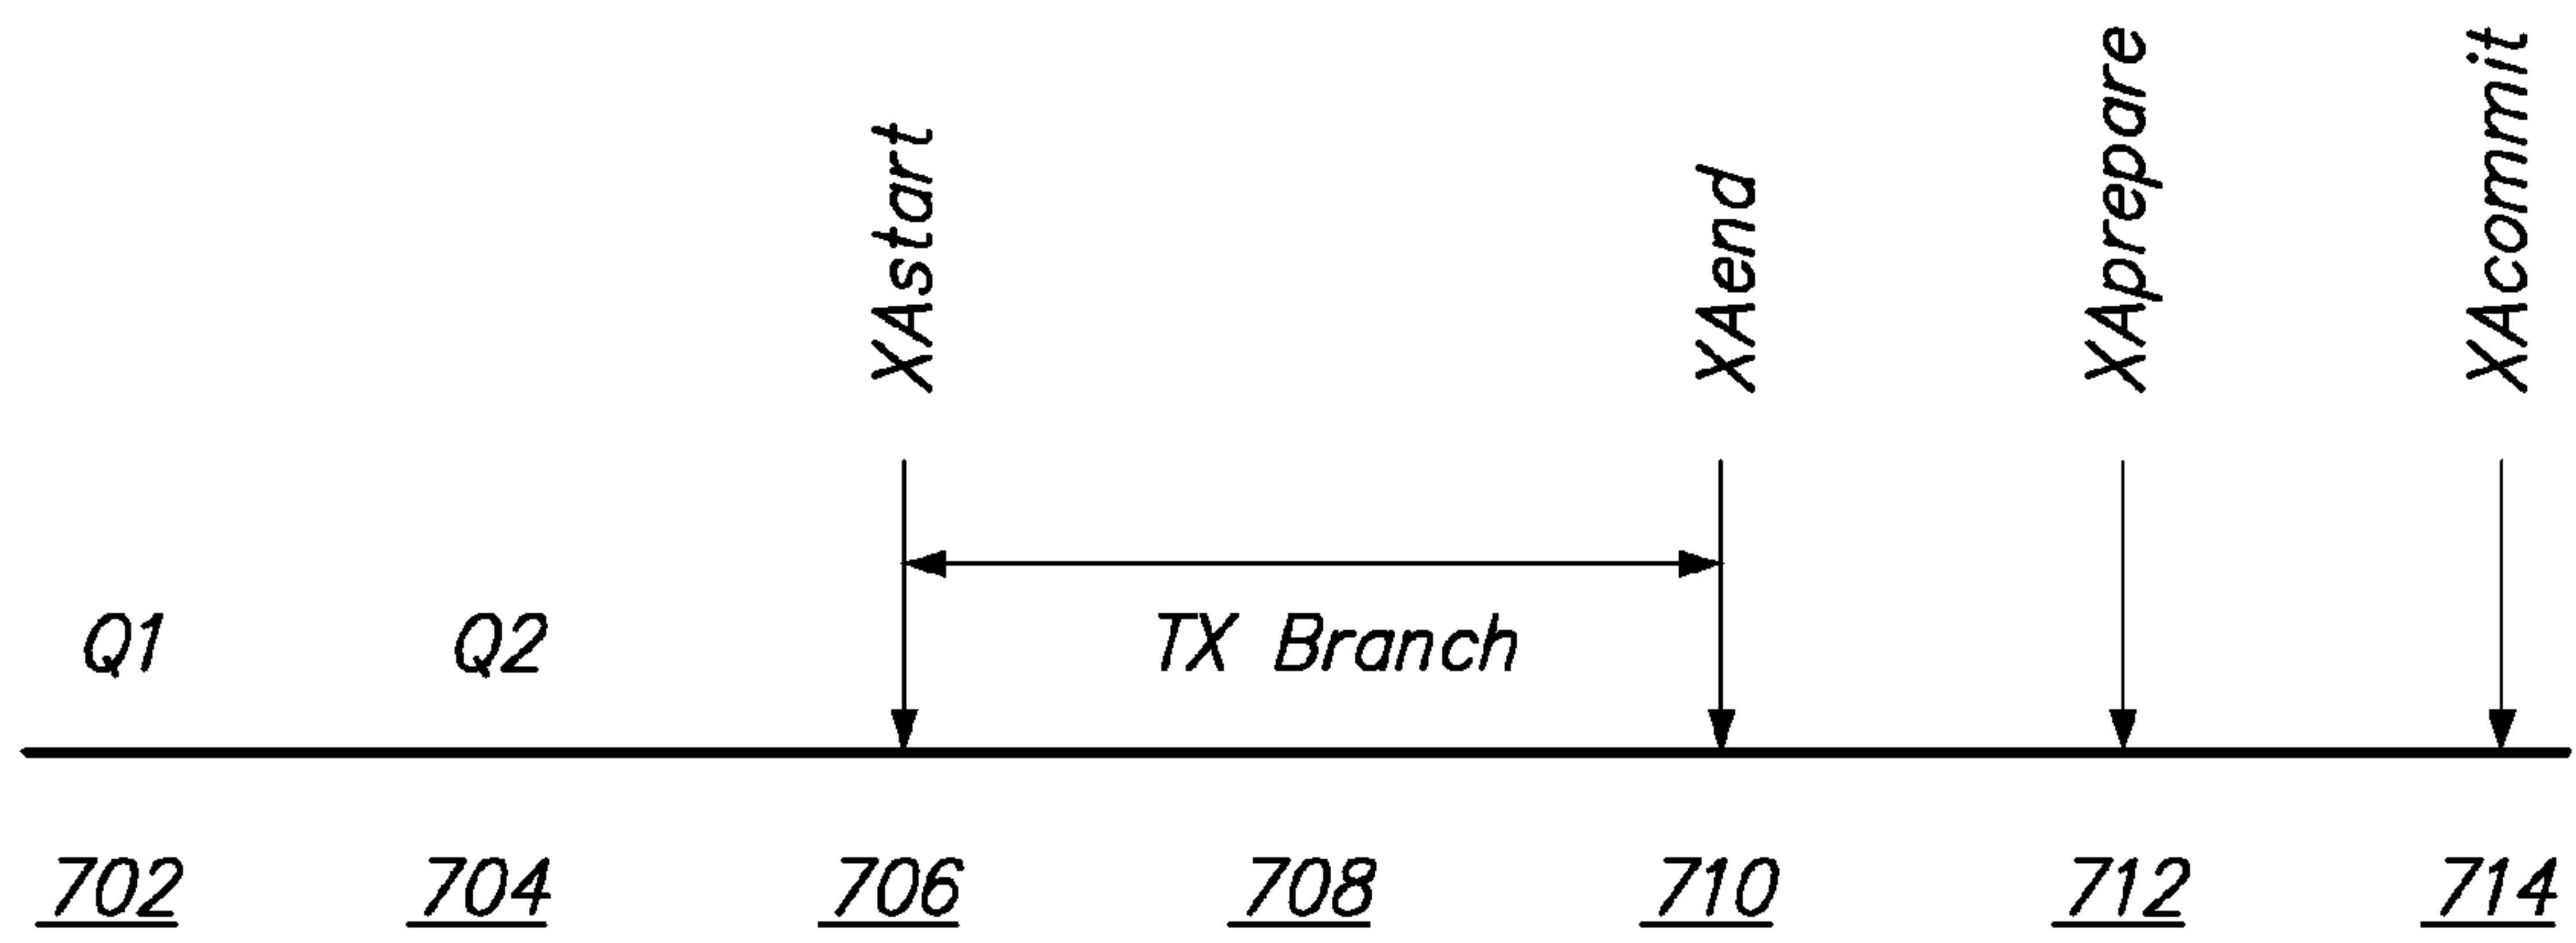 XAstart
XAend
XAprepare
XAcommit
Q1 Q2 TX Branch
702 704 706 708 710 712 714